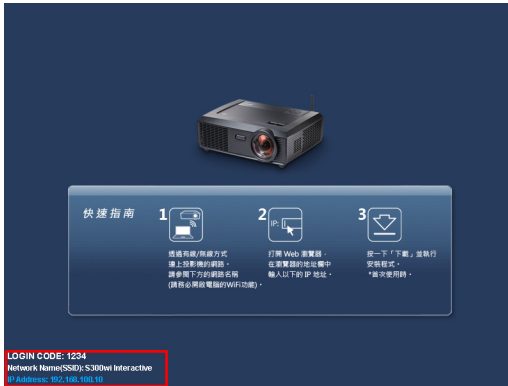 快速指南
1
透過有線/無線方式
連上投影機的網路。
請參閱下方的網路名稱
(請務必開啟電腦的WiFi功能)。
2
IP:
打開 Web 瀏覽器,
在瀏覽器的地址欄中
輸入以下的 IP 地址。
3
按一下「下載」並執行
安裝程式。
*首次使用時。
LOGIN CODE: 1234
Network Name(SSID): S300wi Interactive
IP Address: 192.168.100.10